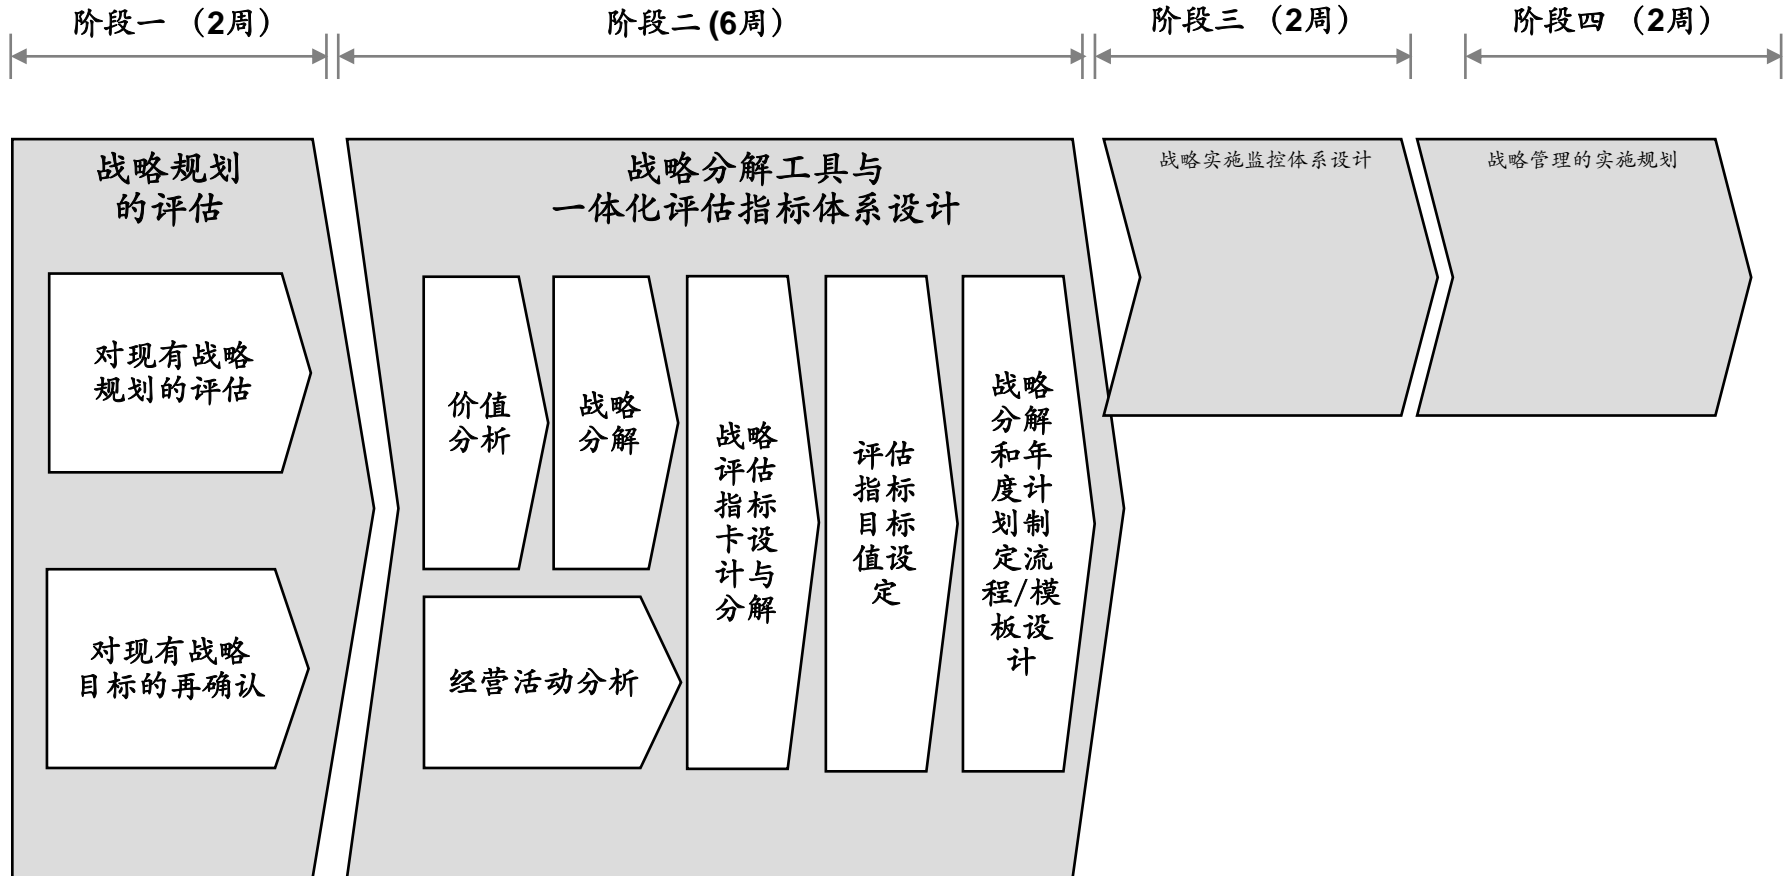 阶段一 （2周）
阶段二 (6周）
阶段三 （2周）
阶段四 （2周）
战略规划
的评估
对现有战略
规划的评估
对现有战略
目标的再确认
战略分解工具与
一体化评估指标体系设计
价值
分析
战略
分解
经营活动分析
战略
评估
指标
卡设
计与
分解
评估
指标
目标
值设
定
战略
分解
和年
度计
划制
定流
程/模
板设
计
战略实施监控体系设计
战略管理的实施规划